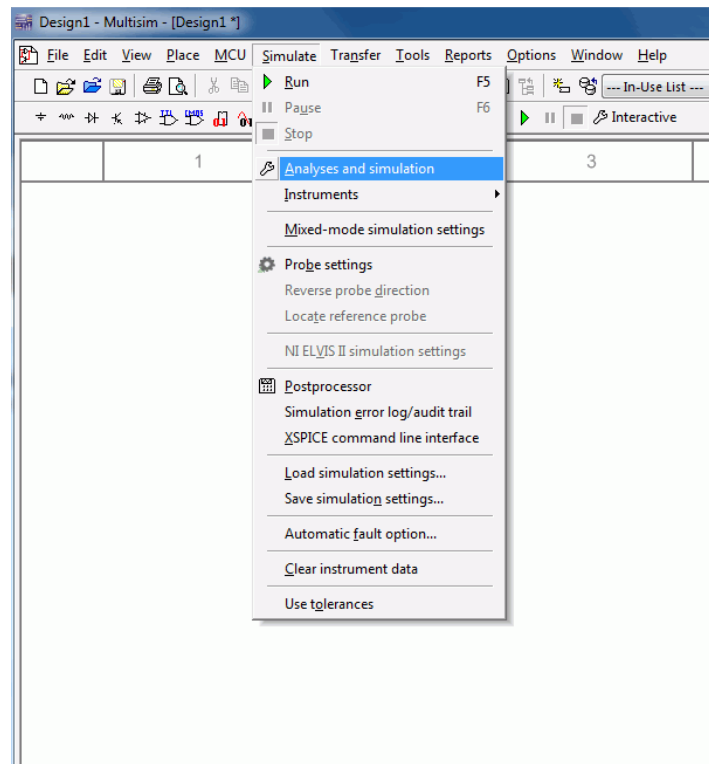 Design1 - Multisim - [Design1 *]
File Edit View Place MCU Simulate Transfer Tools Reports Options Window Help
--- In-Use List ---
Interactive
Run F5
Pause F6
Stop
Analyses and simulation
Instruments
Mixed-mode simulation settings
Probe settings
Reverse probe direction
Locate reference probe
NI ELVIS II simulation settings
Postprocessor
Simulation error log/audit trail
XSPICE command line interface
Load simulation settings...
Save simulation settings...
Automatic fault option...
Clear instrument data
Use tolerances
1
3